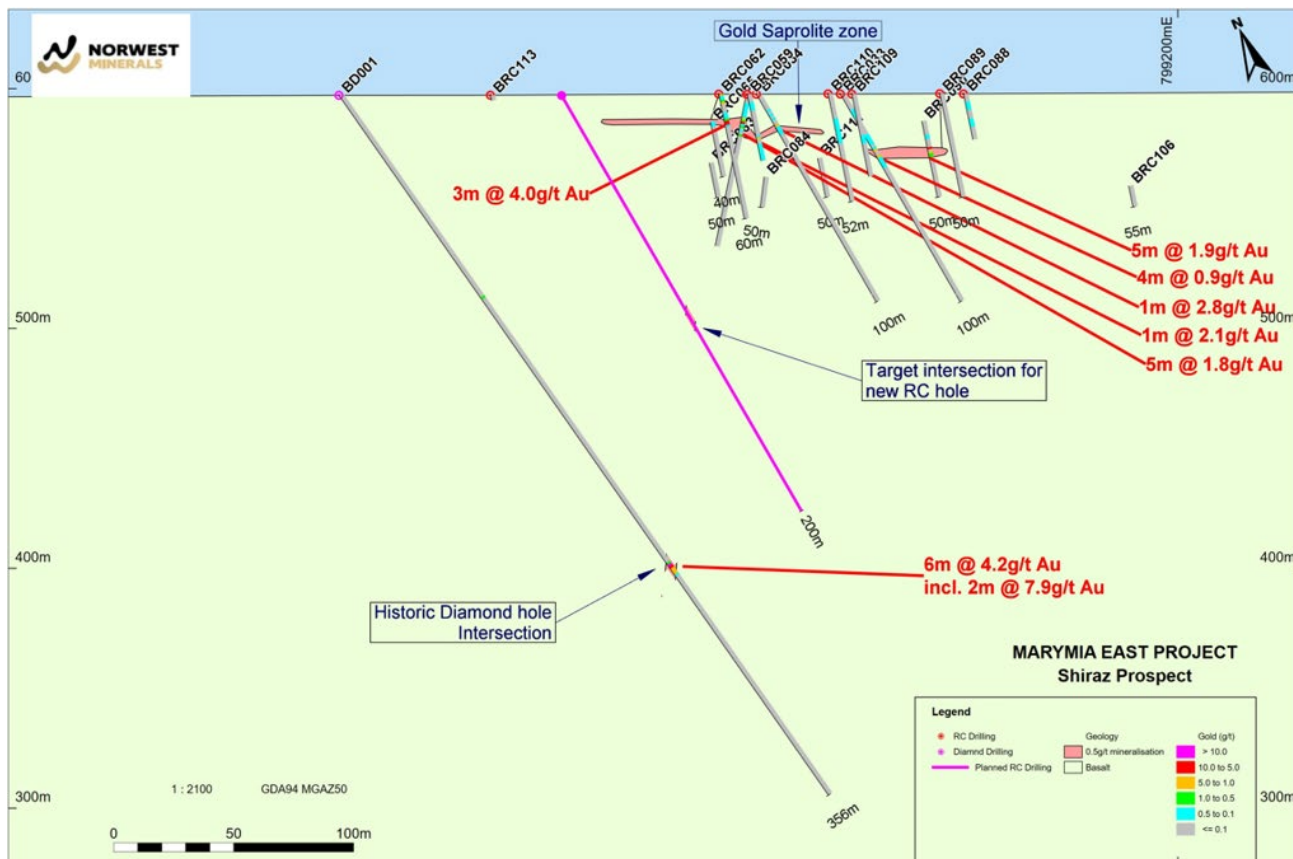 NORWEST
MINERALS
Gold Saprolite zone
799200mE
N
60
600m
BD001
BRC113
BRC062
BRC034
BRC110
BRC109
BRC089
BRC088
BRC084
BRC106
3m @ 4.0g/t Au
40m
50m
50m
60m
50m
52m
50m
50m
55m
100m
100m
5m @ 1.9g/t Au
4m @ 0.9g/t Au
1m @ 2.8g/t Au
1m @ 2.1g/t Au
5m @ 1.8g/t Au
500m
500m
Target intersection for
new RC hole
200m
400m
400m
6m @ 4.2g/t Au
incl. 2m @ 7.9g/t Au
Historic Diamond hole
Intersection
356m
300m
300m
MARYMIA EAST PROJECT
Shiraz Prospect
1 : 2100 GDA94 MGAZ50
0 50 100m
Legend
RC Drilling
Diamnd Drilling
Planned RC Drilling
Geology
0.5g/t mineralisation
Basalt
Gold (g/t)
> 10.0
10.0 to 5.0
5.0 to 1.0
1.0 to 0.5
0.5 to 0.1
<= 0.1